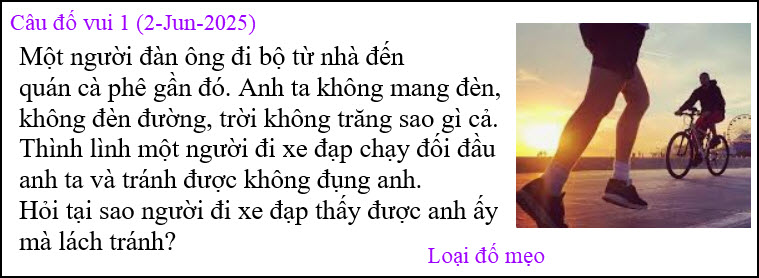 Câu đố vui 1 (2-Jun-2025)
Một người đàn ông đi bộ từ nhà đến
quán cà phê gần đó. Anh ta không mang đèn,
không đèn đường, trời không trăng sao gì cả.
Thình lình một người đi xe đạp chạy đối đầu
anh ta và tránh được không đụng anh.
Hỏi tại sao người đi xe đạp thấy được anh ấy
mà lách tránh?
Loại đố mẹo